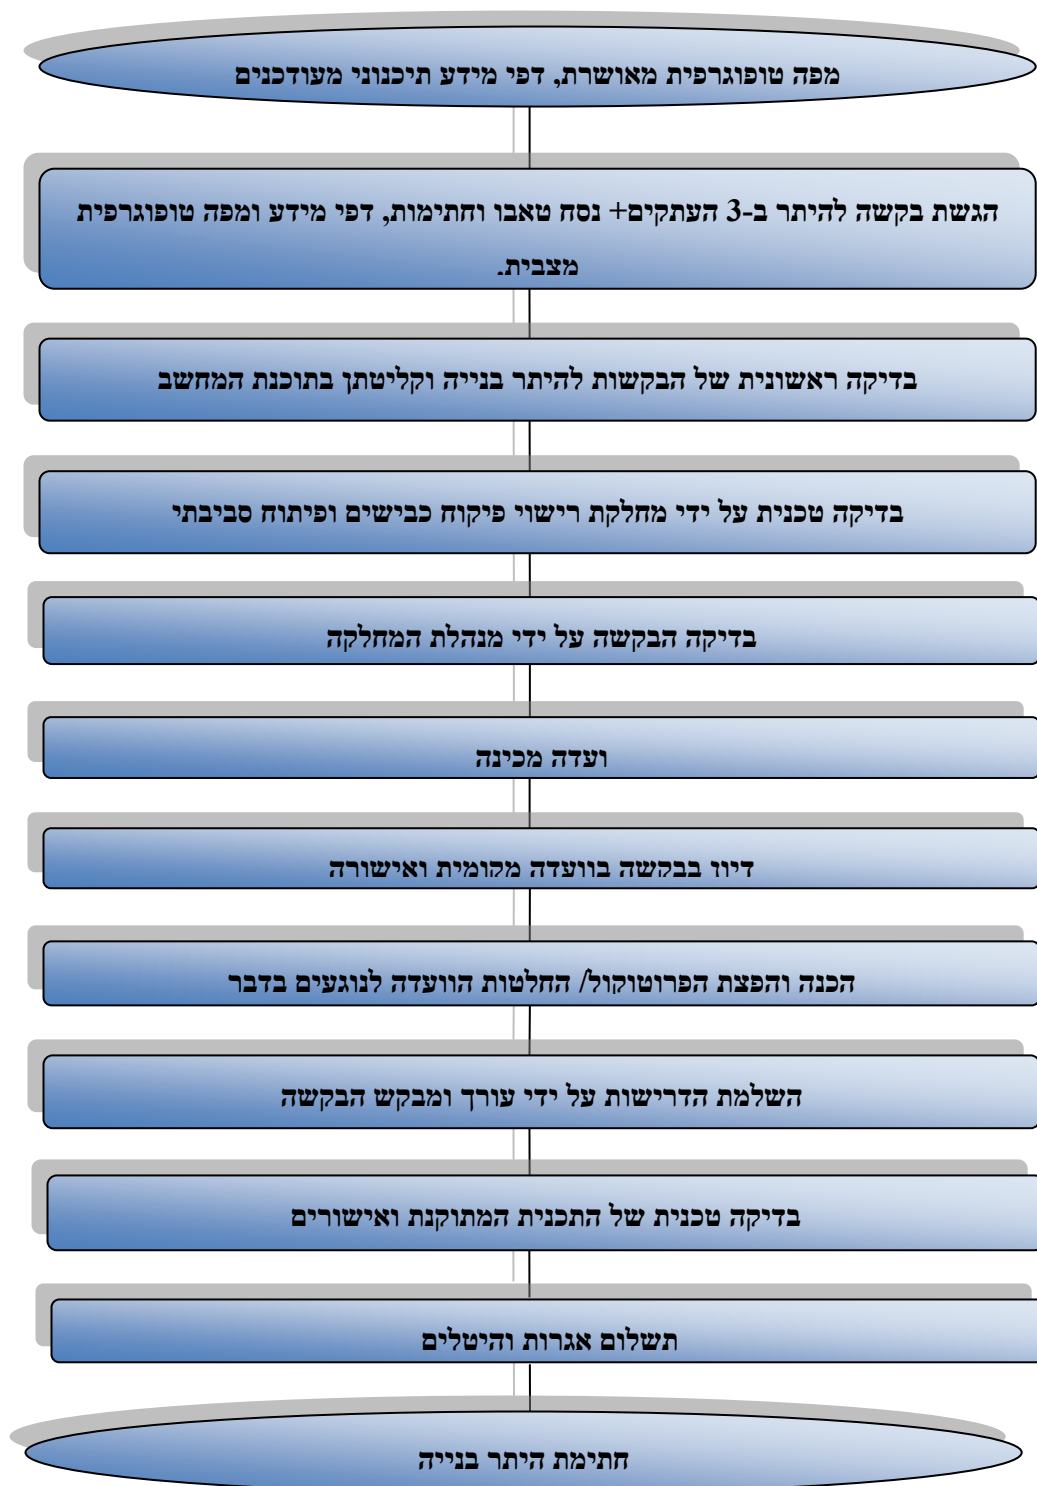 מפה טופוגרפית מאושרת, דפי מידע תיכנוני מעודכנים
הגשת בקשה להיתר ב-3 העתקים+ נסח טאבו וחתימות, דפי מידע ומפה טופוגרפית
מצבית.
בדיקה ראשונית של הבקשות להיתר בנייה וקליטתן בתוכנת המחשב
בדיקה טכנית על ידי מחלקת רישוי פיקוח כבישים ופיתוח סביבתי
בדיקה הבקשה על ידי מנהלת המחלקה
ועדה מכינה
דיון בבקשה בוועדה מקומית ואישורה
הכנה והפצת הפרוטוקול/ החלטות הוועדה לנוגעים בדבר
השלמת הדרישות על ידי עורך ומבקש הבקשה
בדיקה טכנית של התכנית המתוקנת ואישורים
תשלום אגרות והיטלים
חתימת היתר בנייה